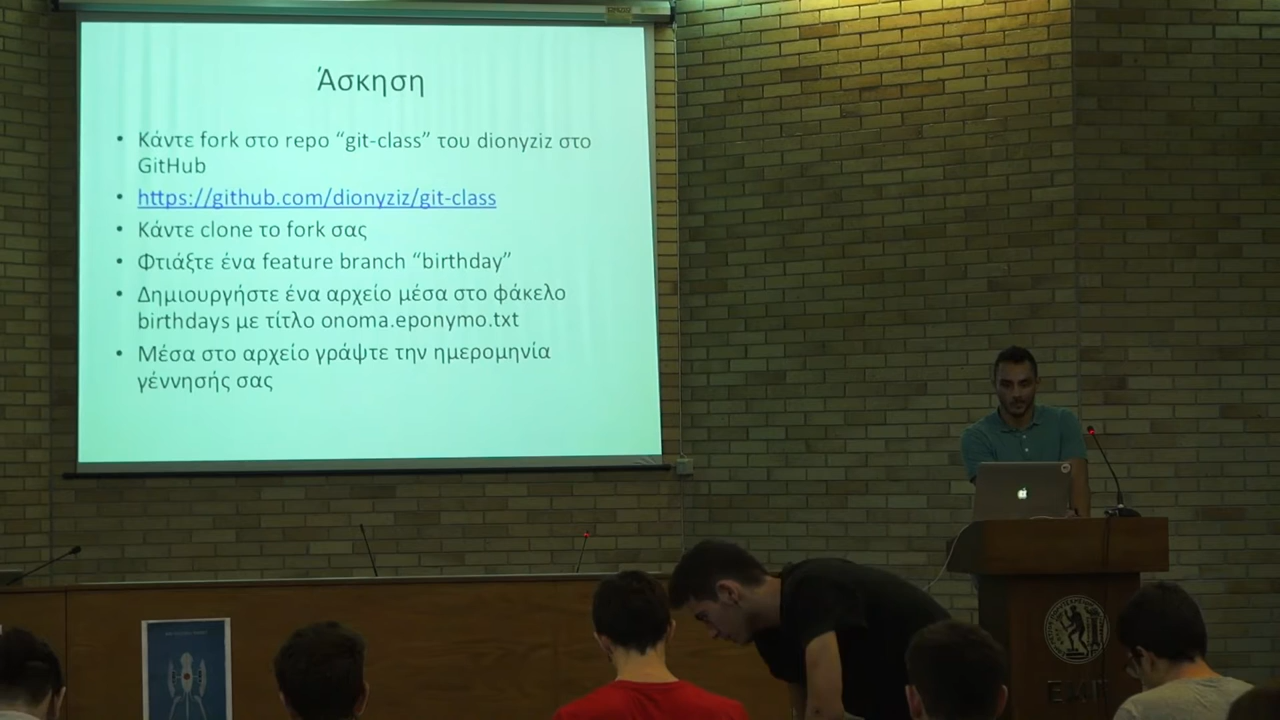 Άσκηση
• Κάντε fork στο repo “git-class” του dionyziz στο
GitHub
• https://github.com/dionyziz/git-class
• Κάντε clone το fork σας
• Φτιάξτε ένα feature branch “birthday”
• Δημιουργήστε ένα αρχείο μέσα στο φάκελο
birthdays με τίτλο onoma.eponymo.txt
• Μέσα στο αρχείο γράψτε την ημερομηνία
γέννησής σας